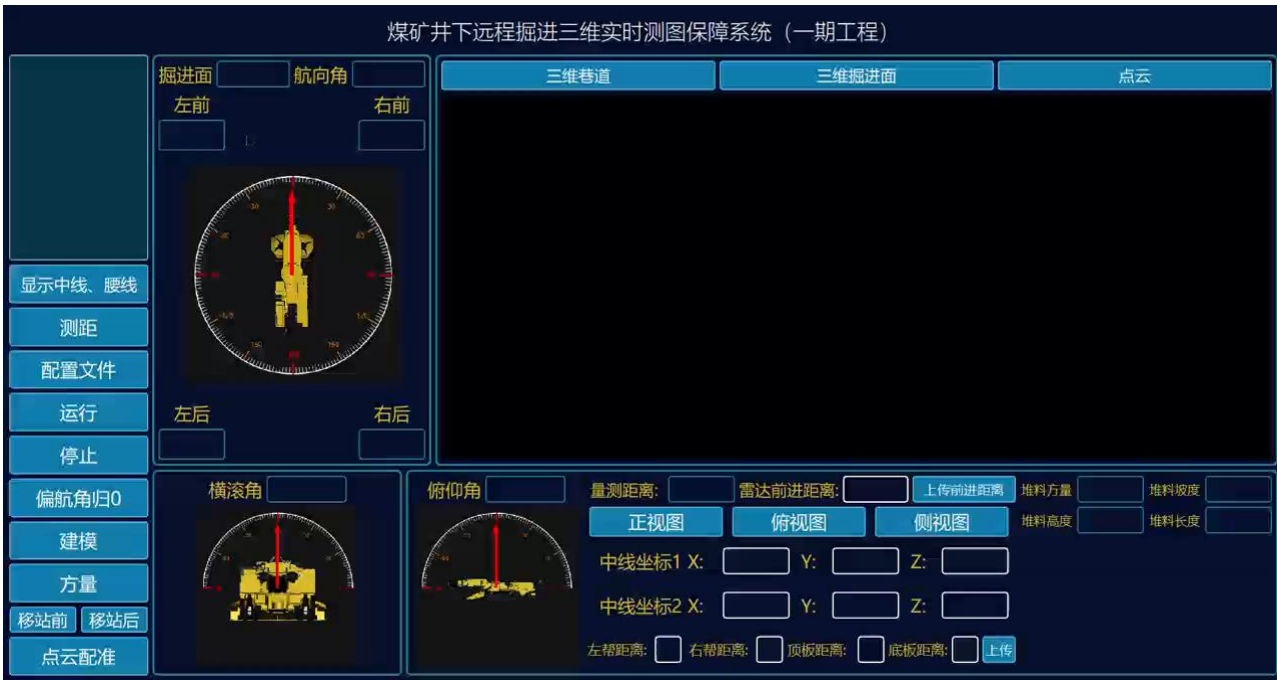 煤矿井下远程掘进三维实时测图保障系统（一期工程）
掘进面 航向角
左前 右前
三维巷道 三维掘进面 点云
30 30
60
120
150 150
左后 右后
显示中线、腰线
测距
配置文件
运行
停止
偏航角归0
建模
方量
移站前 移站后
点云配准
横滚角
俯仰角
量测距离: 雷达前进距离: 上传前进距离 堆料方量 堆料坡度
正视图 俯视图 侧视图 堆料高度 堆料长度
中线坐标1 X: Y: Z:
中线坐标2 X: Y: Z:
左帮距离: 右帮距离: 顶板距离: 底板距离: 上传